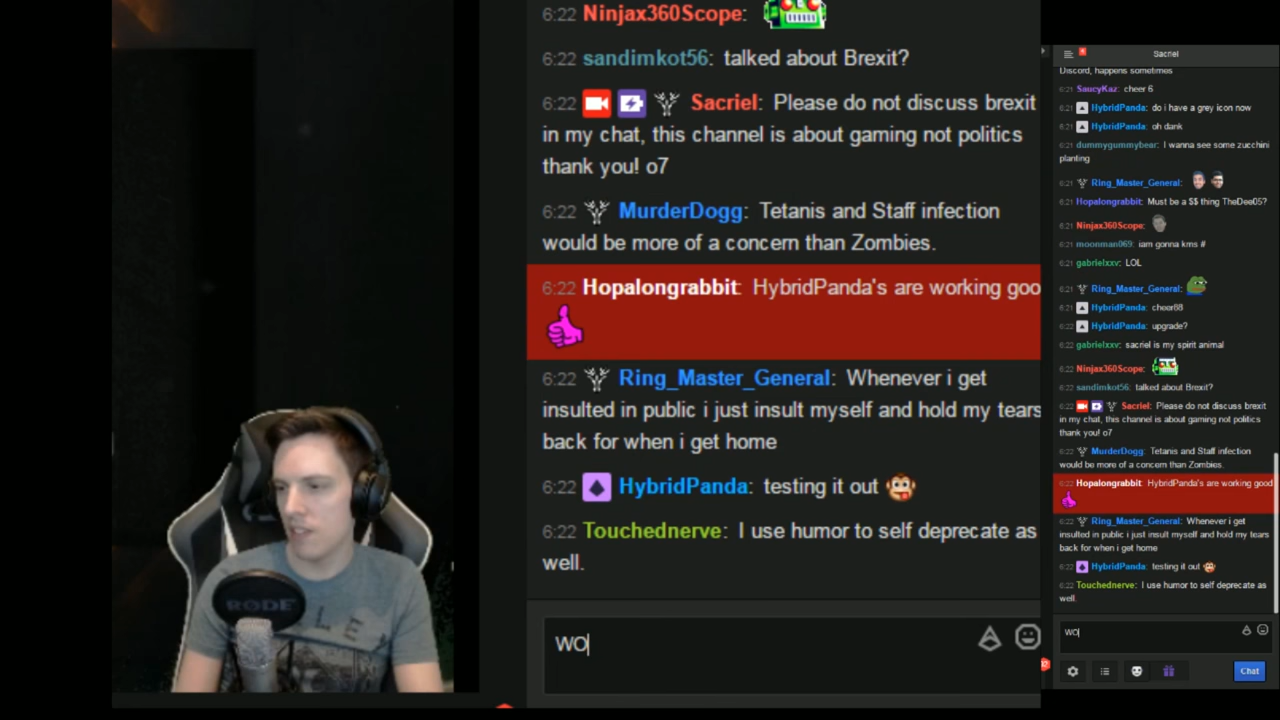 6:22 Ninjax360Scope:
6:22 sandimkot56: talked about Brexit?
6:22 Sacriel: Please do not discuss brexit
in my chat, this channel is about gaming not politics
thank you! o7
6:22 MurderDogg: Tetanis and Staff infection
would be more of a concern than Zombies.
6:22 Hopalongrabbit: HybridPanda's are working goo
6:22 Ring_Master_General: Whenever i get
insulted in public i just insult myself and hold my tears
back for when i get home
6:22 HybridPanda: testing it out
6:22 Touchednerve: I use humor to self deprecate as
well.
wo
RODE
Sacriel
Discord, happens sometimes
6:21 SaucyKaz: cheer 6
6:21 HybridPanda: do i have a grey icon now
6:21 HybridPanda: oh dank
6:21 dummygummybear: I wanna see some zucchini
planting
6:21 Ring_Master_General:
6:21 Hopalongrabbit: Must be a $$ thing TheDee05?
6:21 Ninjax360Scope:
6:21 moonman069: iam gonna kms #
6:21 gabrielxxv: LOL
6:21 Ring_Master_General:
6:21 HybridPanda: cheer88
6:22 HybridPanda: upgrade?
6:22 gabrielxxv: sacriel is my spirit animal
6:22 Ninjax360Scope:
6:22 sandimkot56: talked about Brexit?
6:22 Sacriel: Please do not discuss brexit
in my chat, this channel is about gaming not politics
thank you! o7
6:22 MurderDogg: Tetanis and Staff infection
would be more of a concern than Zombies.
6:22 Hopalongrabbit: HybridPanda's are working good
6:22 Ring_Master_General: Whenever i get
insulted in public i just insult myself and hold my tears
back for when i get home
6:22 HybridPanda: testing it out
6:22 Touchednerve: I use humor to self deprecate as
well.
wo
Chat